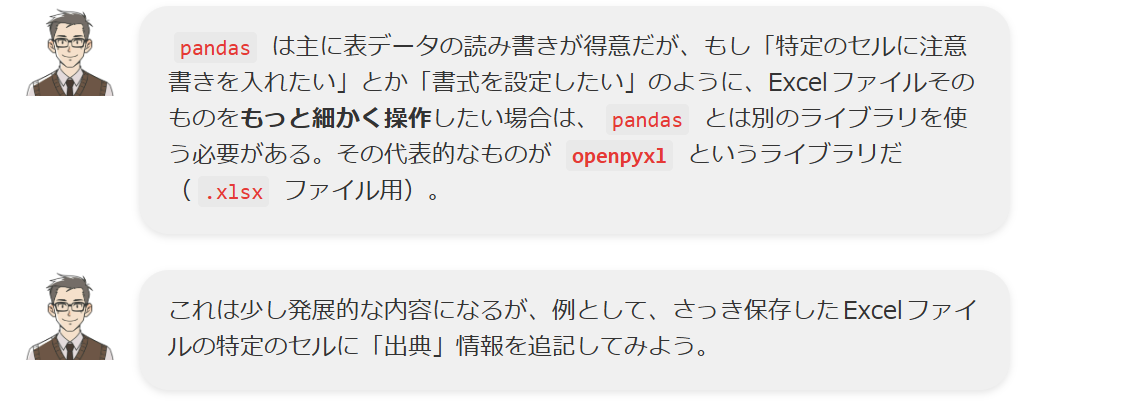 pandas は主に表データの読み書きが得意だが、もし「特定のセルに注意
書きを入れたい」とか「書式を設定したい」のように、Excelファイルその
ものをもっと細かく操作したい場合は、 pandas とは別のライブラリを使
う必要がある。その代表的なものが openpyxl というライブラリだ
（ .xlsx ファイル用）。
これは少し発展的な内容になるが、例として、さっき保存したExcelファイ
ルの特定のセルに「出典」情報を追記してみよう。